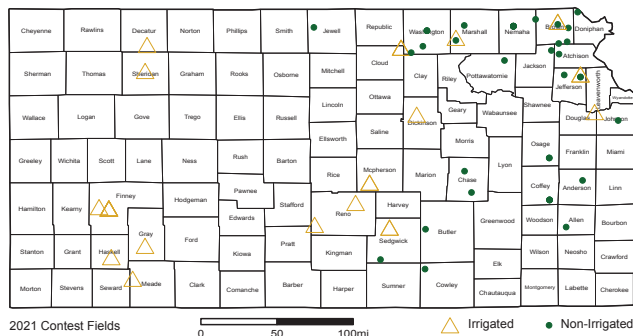 Cheyenne Rawlins Decatur Norton Phillips Smith Jewell Republic Washington Marshall Nemaha Brown Doniphan
Sherman Thomas Sheridan Graham Rooks Osborne Mitchell Cloud Clay Riley Pottawatomie Jackson Atchison
Jefferson Leavenworth Wyandotte
Wallace Logan Gove Trego Ellis Russell Lincoln Ottawa Dickinson Geary Wabaunsee Shawnee Douglas Johnson
Ellsworth Saline Morris Osage Franklin Miami
Greeley Wichita Scott Lane Ness Rush Barton Rice Mcpherson Marion Chase Lyon Coffey Anderson Linn
Hamilton Kearny Finney Hodgeman Pawnee Stafford Reno Harvey
Edwards Sedgwick Butler Greenwood Woodson Allen Bourbon
Stanton Grant Haskell Gray Ford Kiowa Pratt Kingman Elk Wilson Neosho Crawford
Morton Stevens Seward Meade Clark Comanche Barber Harper Sumner Cowley Chautauqua Montgomery Labette Cherokee
2021 Contest Fields
0 50 100mi
Irrigated Non-Irrigated